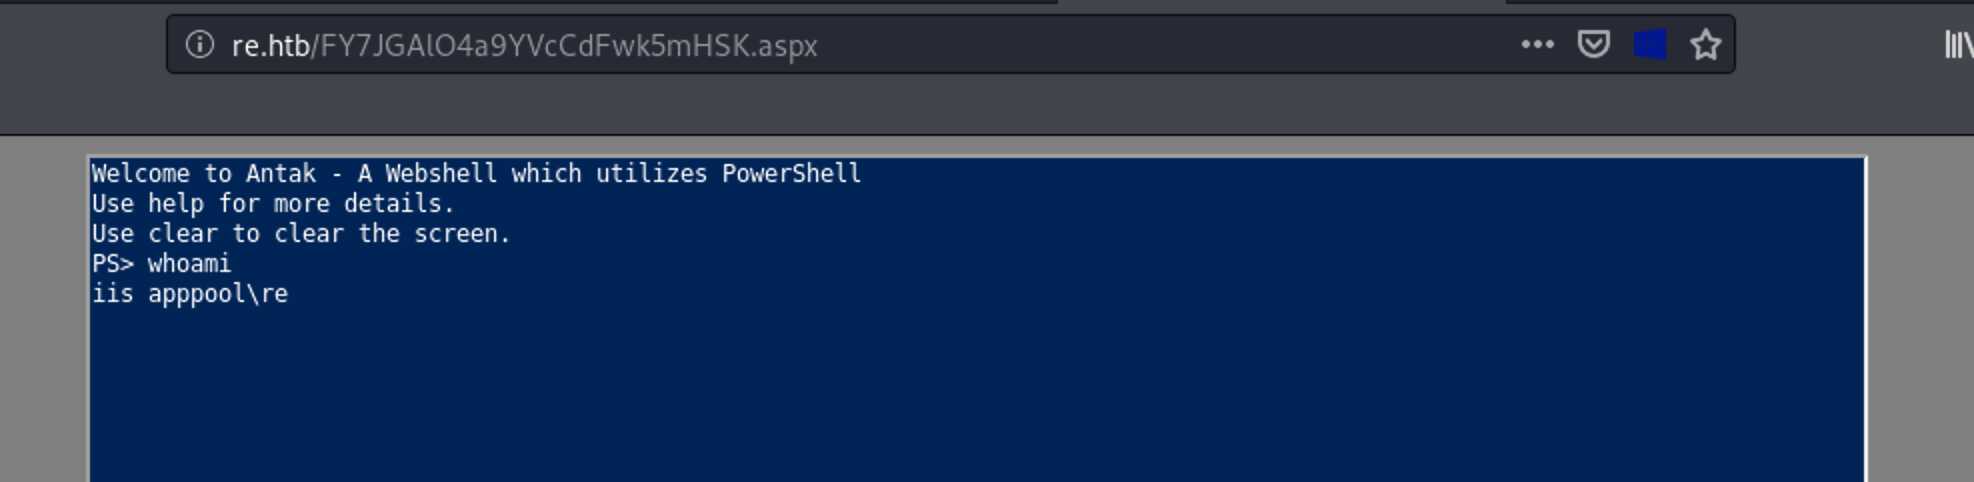 re.htb/FY7JGAlO4a9YVcCdFwk5mHSK.aspx
Welcome to Antak - A Webshell which utilizes PowerShell
Use help for more details.
Use clear to clear the screen.
PS> whoami
iis apppool\re